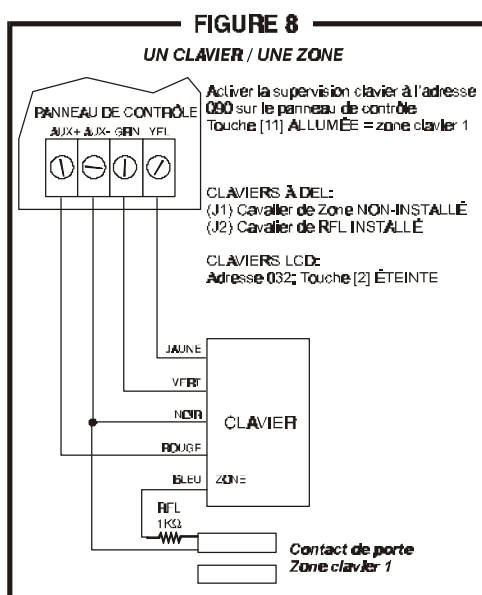 FIGURE 8
UN CLAVIER / UNE ZONE
Activer la supervision clavier à l'adresse
090 sur le panneau de contrôle
Touche [11] ALLUMÉE = zone clavier 1
PANNEAU DE CONTRÔLE
AUX+ AUX- GRN YEL
CLAVIERS À DEL:
(J1) Cavalier de Zone NON-INSTALLÉ
(J2) Cavalier de RFL INSTALLÉ
CLAVIERS LCD:
Adresse 032; Touche [2] ÉTEINTE
JAUNE
VERT
NOIR
CLAVIER
ROUGE
BLEU ZONE
RFL
1KΩ
Contact de porte
Zone clavier 1